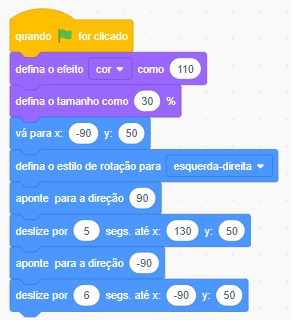 quando for clicado
defina o efeito cor como 110
defina o tamanho como 30 %
vá para x: -90 y: 50
defina o estilo de rotação para esquerda-direita
aponte para a direção 90
deslize por 5 segs. até x: 130 y: 50
aponte para a direção -90
deslize por 6 segs. até x: -90 y: 50